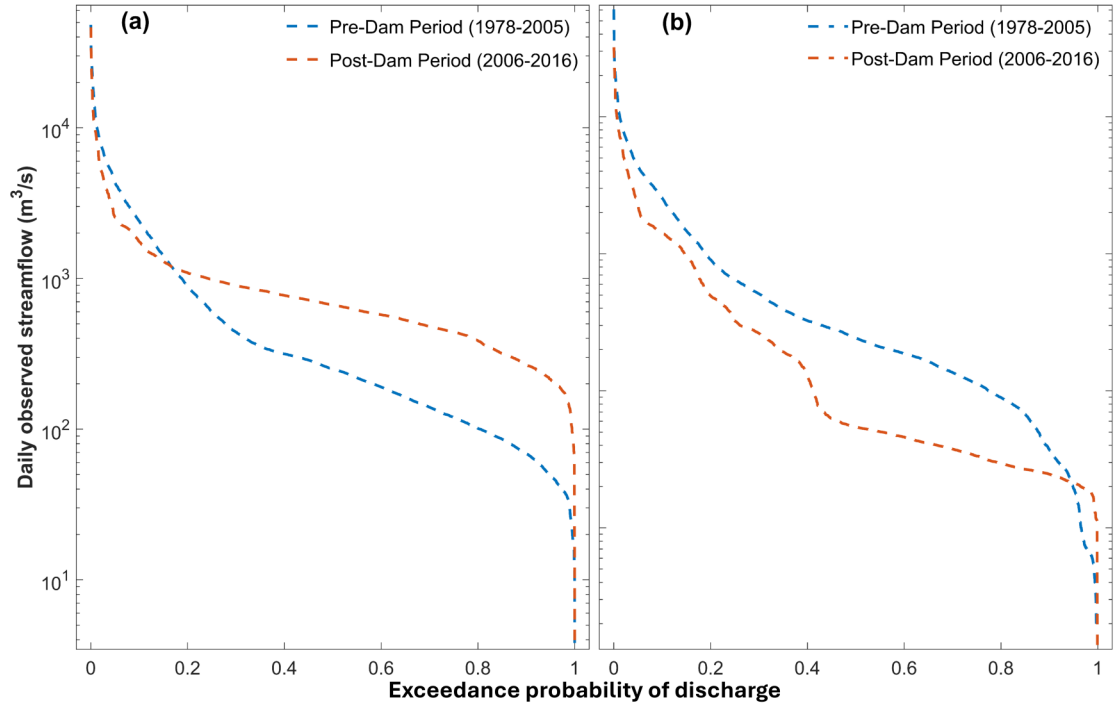 (a)
Pre-Dam Period (1978-2005)
Post-Dam Period (2006-2016)
(b)
Pre-Dam Period (1978-2005)
Post-Dam Period (2006-2016)
Daily observed streamflow (m³/s)
10⁴
10³
10²
10¹
0 0.2 0.4 0.6 0.8 1
0 0.2 0.4 0.6 0.8 1
Exceedance probability of discharge